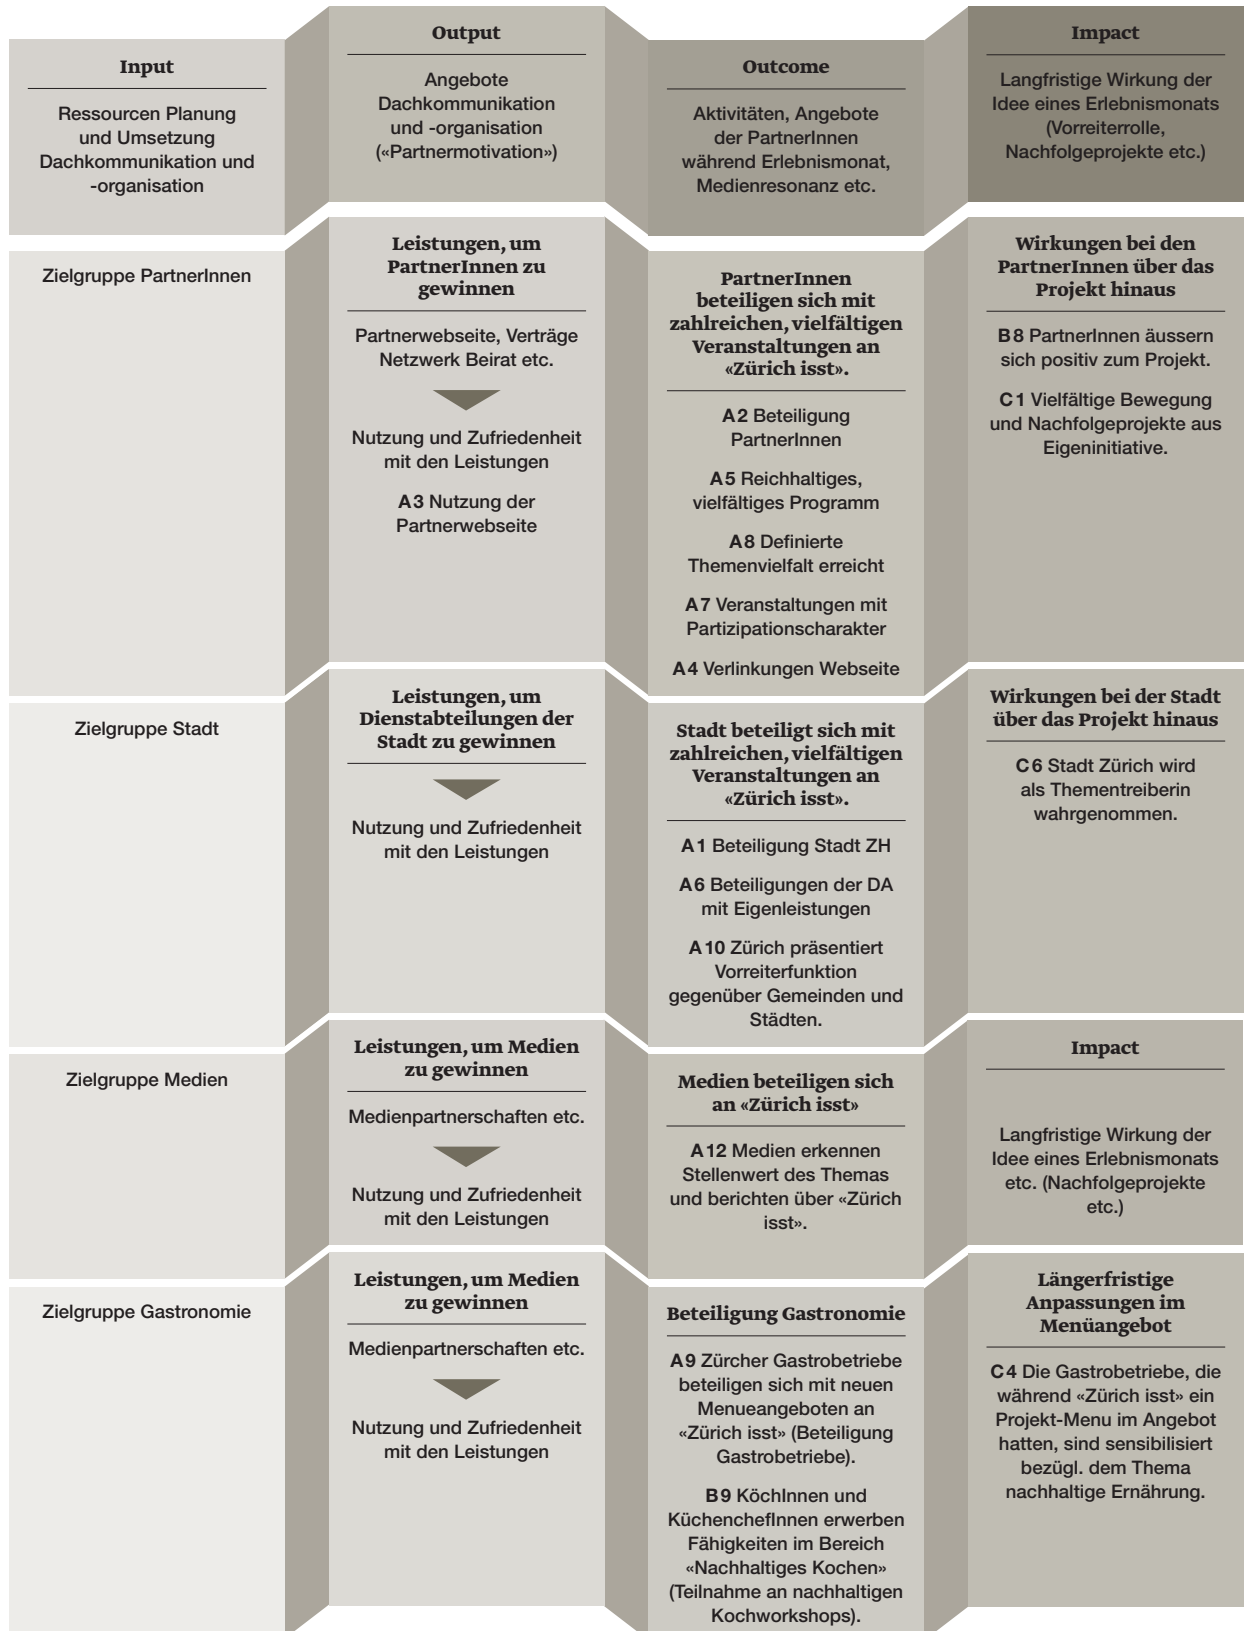 Input
Ressourcen Planung
und Umsetzung
Dachkommunikation und
-organisation
Output
Angebote
Dachkommunikation
und -organisation
(«Partnermotivation»)
Outcome
Aktivitäten, Angebote
der PartnerInnen
während Erlebnismonat,
Medienresonanz etc.
Impact
Langfristige Wirkung der
Idee eines Erlebnismonats
(Vorreiterrolle,
Nachfolgeprojekte etc.)
Zielgruppe PartnerInnen
Leistungen, um
PartnerInnen zu
gewinnen
Partnerwebseite, Verträge
Netzwerk Beirat etc.
Nutzung und Zufriedenheit
mit den Leistungen
A3 Nutzung der
Partnerwebseite
PartnerInnen
beteiligen sich mit
zahlreichen, vielfältigen
Veranstaltungen an
«Zürich isst».
A2 Beteiligung
PartnerInnen
A5 Reichhaltiges,
vielfältiges Programm
A8 Definierte
Themenvielfalt erreicht
A7 Veranstaltungen mit
Partizipationscharakter
A4 Verlinkungen Webseite
Wirkungen bei den
PartnerInnen über das
Projekt hinaus
B8 PartnerInnen äussern
sich positiv zum Projekt.
C1 Vielfältige Bewegung
und Nachfolgeprojekte aus
Eigeninitiative.
Zielgruppe Stadt
Leistungen, um
Dienstabteilungen der
Stadt zu gewinnen
Nutzung und Zufriedenheit
mit den Leistungen
Stadt beteiligt sich mit
zahlreichen, vielfältigen
Veranstaltungen an
«Zürich isst».
A1 Beteiligung Stadt ZH
A6 Beteiligungen der DA
mit Eigenleistungen
A10 Zürich präsentiert
Vorreiterfunktion
gegenüber Gemeinden und
Städten.
Wirkungen bei der Stadt
über das Projekt hinaus
C6 Stadt Zürich wird
als Thementreiberin
wahrgenommen.
Zielgruppe Medien
Leistungen, um Medien
zu gewinnen
Medienpartnerschaften etc.
Nutzung und Zufriedenheit
mit den Leistungen
Medien beteiligen sich
an «Zürich isst»
A12 Medien erkennen
Stellenwert des Themas
und berichten über «Zürich
isst».
Impact
Langfristige Wirkung der
Idee eines Erlebnismonats
etc. (Nachfolgeprojekte
etc.)
Zielgruppe Gastronomie
Leistungen, um Medien
zu gewinnen
Medienpartnerschaften etc.
Nutzung und Zufriedenheit
mit den Leistungen
Beteiligung Gastronomie
A9 Zürcher Gastrobetriebe
beteiligen sich mit neuen
Menueangeboten an
«Zürich isst» (Beteiligung
Gastrobetriebe).
B9 KöchInnen und
KüchenchefInnen erwerben
Fähigkeiten im Bereich
«Nachhaltiges Kochen»
(Teilnahme an nachhaltigen
Kochworkshops).
Längerfristige
Anpassungen im
Menüangebot
C4 Die Gastrobetriebe, die
während «Zürich isst» ein
Projekt-Menu im Angebot
hatten, sind sensibilisiert
bezügl. dem Thema
nachhaltige Ernährung.